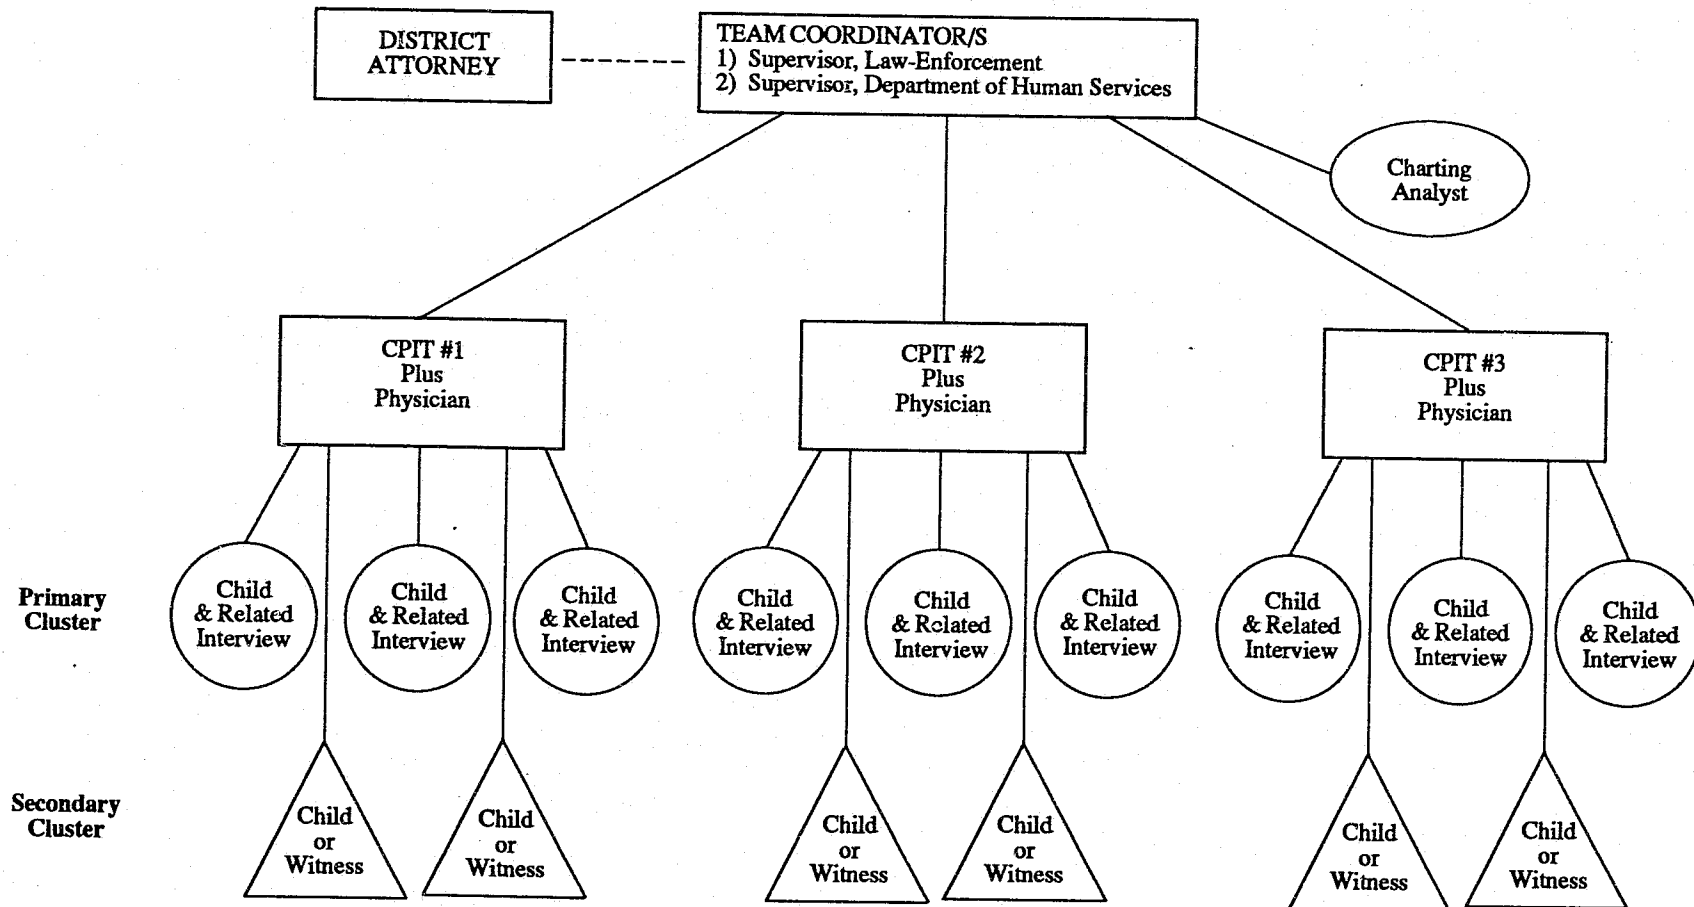 DISTRICT
ATTORNEY
TEAM COORDINATOR/S
1) Supervisor, Law-Enforcement
2) Supervisor, Department of Human Services
Charting
Analyst
CPIT #1
Plus
Physician
CPIT #2
Plus
Physician
CPIT #3
Plus
Physician
Primary
Cluster
Child
& Related
Interview
Child
& Related
Interview
Child
& Related
Interview
Child
& Related
Interview
Child
& Related
Interview
Child
& Related
Interview
Child
& Related
Interview
Child
& Related
Interview
Child
& Related
Interview
Secondary
Cluster
Child
or
Witness
Child
or
Witness
Child
or
Witness
Child
or
Witness
Child
or
Witness
Child
or
Witness